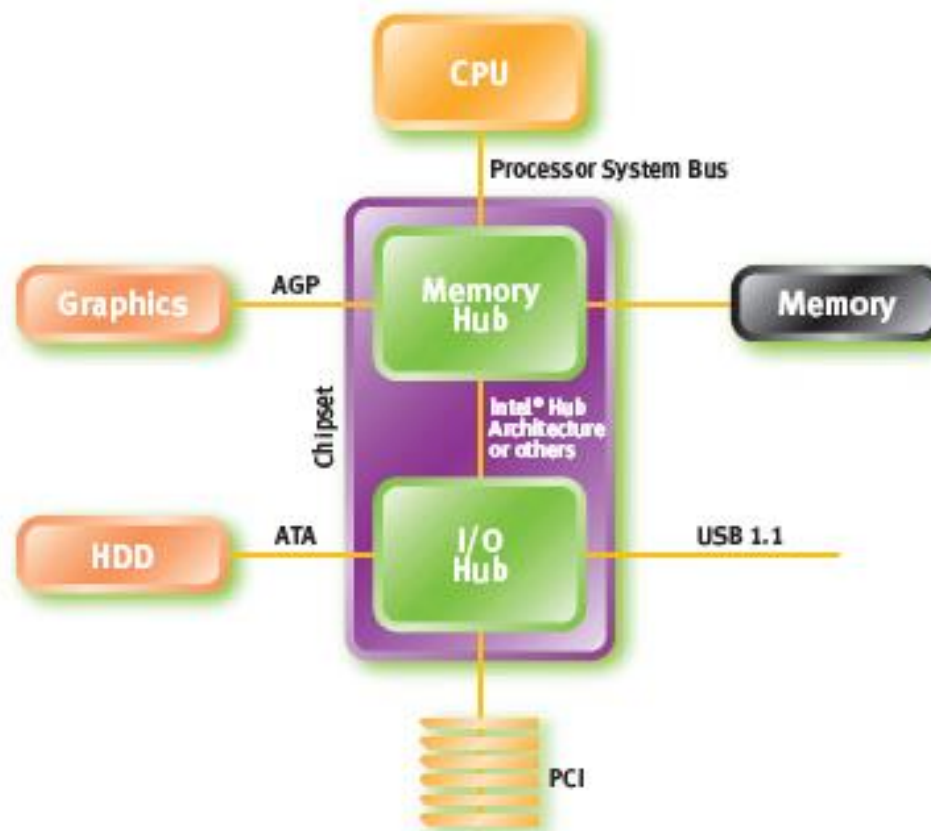 CPU
Processor System Bus
Graphics
AGP
Memory
Hub
Memory
Chipset
Intel® Hub
Architecture
or others
HDD
ATA
I/O
Hub
USB 1.1
PCI